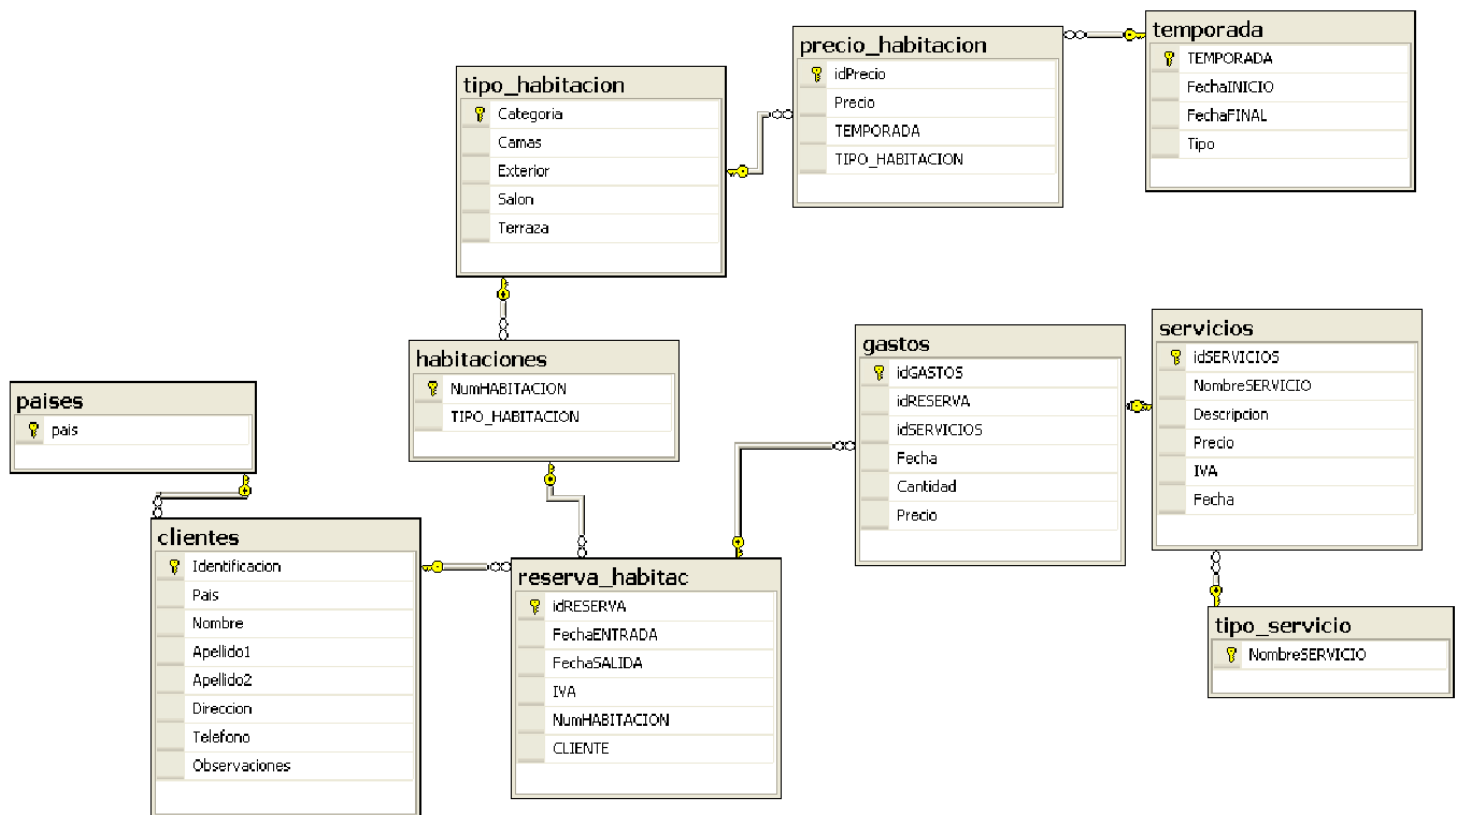 temporada
TEMPORADA
FechaINICIO
FechaFINAL
Tipo
precio_habitacion
idPrecio
Precio
TEMPORADA
TIPO_HABITACION
tipo_habitacion
Categoria
Camas
Exterior
Salon
Terraza
habitaciones
NumHABITACION
TIPO_HABITACION
gastos
idGASTOS
idRESERVA
idSERVICIOS
Fecha
Cantidad
Precio
servicios
idSERVICIOS
NombreSERVICIO
Descripcion
Precio
IVA
Fecha
paises
pais
clientes
Identificacion
Pais
Nombre
Apellido1
Apellido2
Direccion
Telefono
Observaciones
reserva_habitac
idRESERVA
FechaENTRADA
FechaSALIDA
IVA
NumHABITACION
CLIENTE
tipo_servicio
NombreSERVICIO